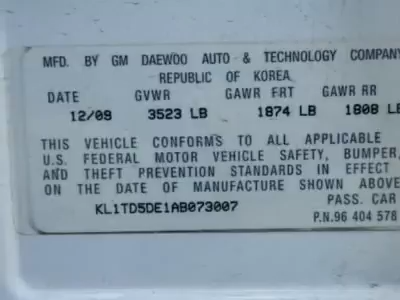 MFD. BY GM DAEWOO AUTO & TECHNOLOGY COMPANY
REPUBLIC OF KOREA
DATE GVWR GAWR FRT GAWR RR
12/09 3523 LB 1874 LB 1808 LB
THIS VEHICLE CONFORMS TO ALL APPLICABLE
U.S. FEDERAL MOTOR VEHICLE SAFETY, BUMPER,
AND THEFT PREVENTION STANDARDS IN EFFECT
ON THE DATE OF MANUFACTURE SHOWN ABOVE
KL1TD5DE1AB073007 PASS. CAR
P.N.96 404 578